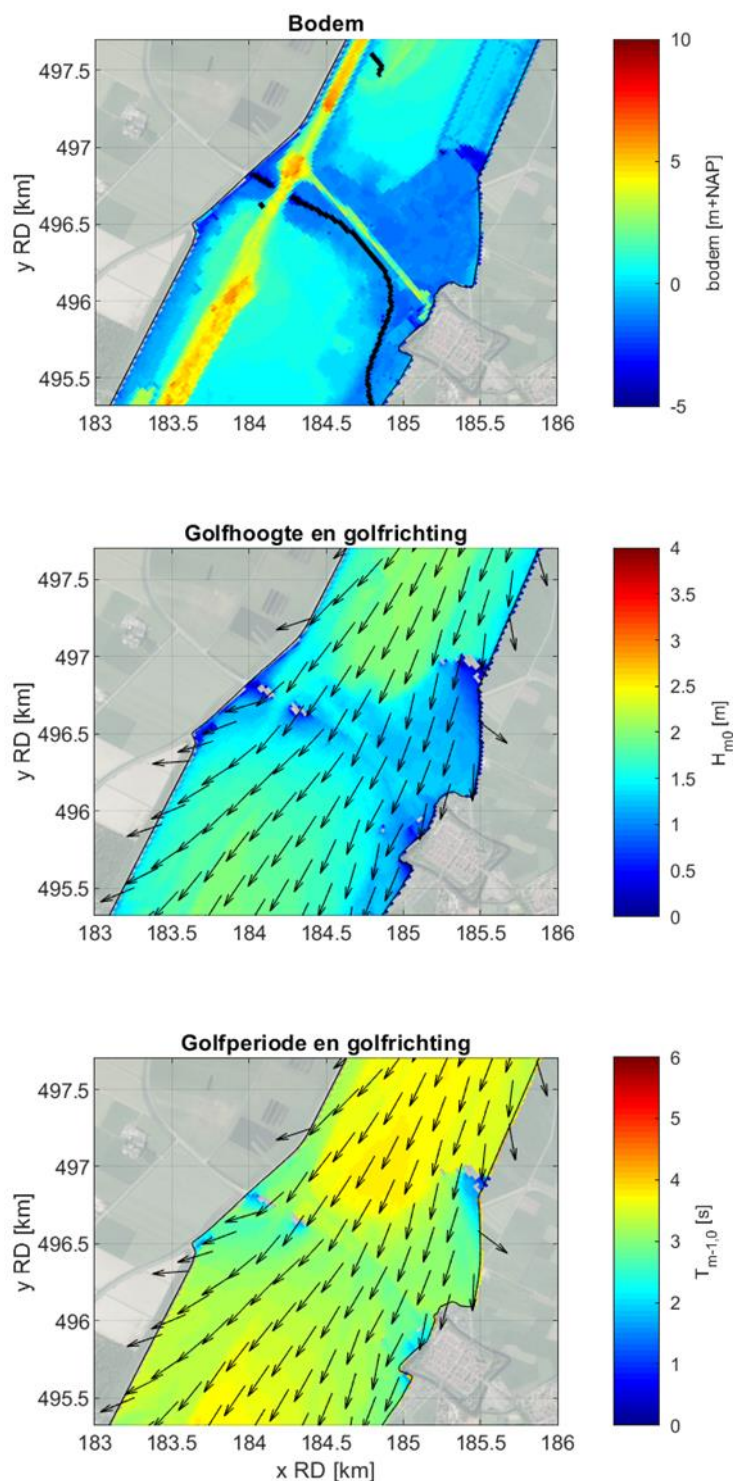 Bodem
10
497.5
497
5
y RD [km]
496.5
bodem [m+NAP]
0
496
495.5
-5
183 183.5 184 184.5 185 185.5 186
Golfhoogte en golfrichting
4
497.5
3.5
3
497
2.5
y RD [km]
496.5
2
H_m0 [m]
1.5
496
1
495.5
0.5
0
183 183.5 184 184.5 185 185.5 186
Golfperiode en golfrichting
6
497.5
5
497
4
y RD [km]
496.5
3
T_m-1,0 [s]
496
2
1
495.5
0
183 183.5 184 184.5 185 185.5 186
x RD [km]